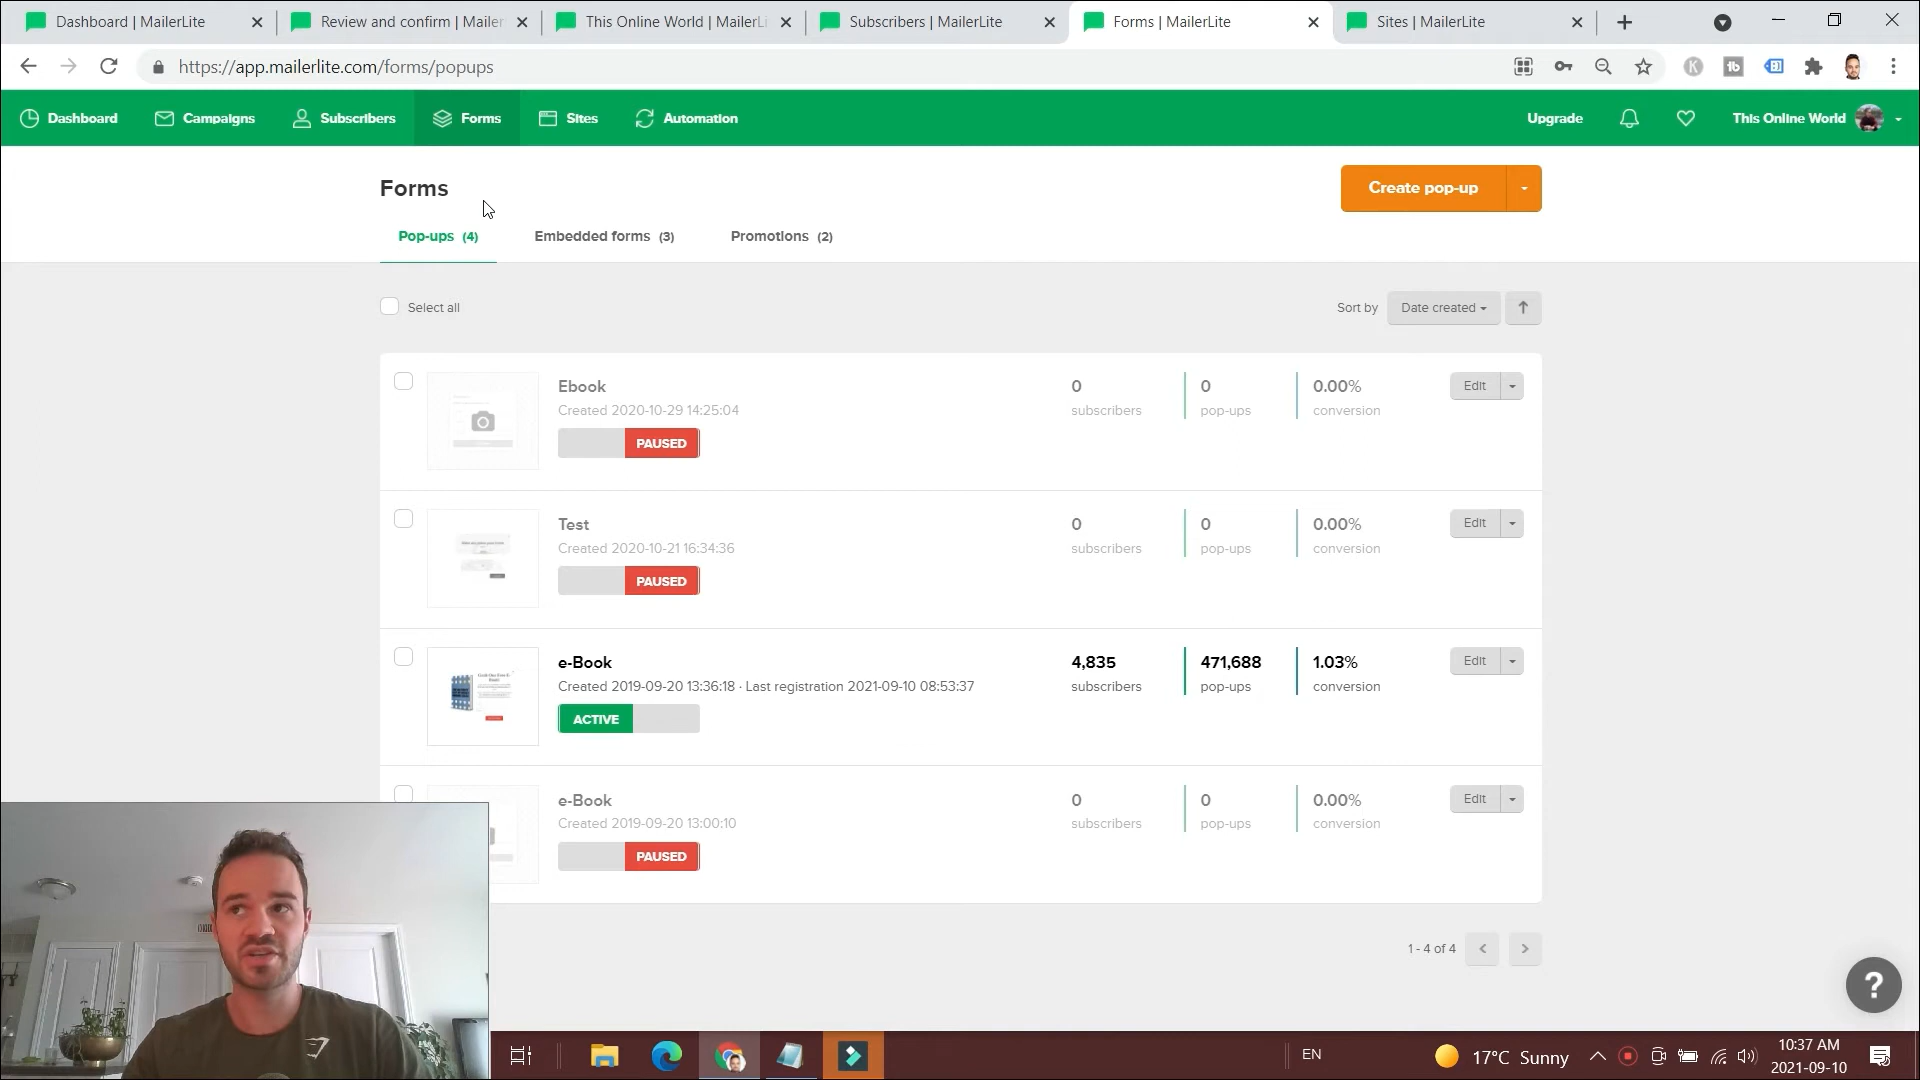 Dashboard | MailerLite
Review and confirm | Mailer
This Online World | MailerLi
Subscribers | MailerLite
Forms | MailerLite
Sites | MailerLite
https://app.mailerlite.com/forms/popups
Dashboard
Campaigns
Subscribers
Forms
Sites
Automation
Upgrade
This Online World
Forms
Create pop-up
Pop-ups (4)
Embedded forms (3)
Promotions (2)
Select all
Sort by
Date created
Ebook
Created 2020-10-29 14:25:04
PAUSED
0
subscribers
0
pop-ups
0.00%
conversion
Edit
Test
Created 2020-10-21 16:34:36
PAUSED
0
subscribers
0
pop-ups
0.00%
conversion
Edit
e-Book
Created 2019-09-20 13:36:18 · Last registration 2021-09-10 08:53:37
ACTIVE
4,835
subscribers
471,688
pop-ups
1.03%
conversion
Edit
e-Book
Created 2019-09-20 13:00:10
PAUSED
0
subscribers
0
pop-ups
0.00%
conversion
Edit
1 - 4 of 4
?
EN
17°C Sunny
10:37 AM
2021-09-10